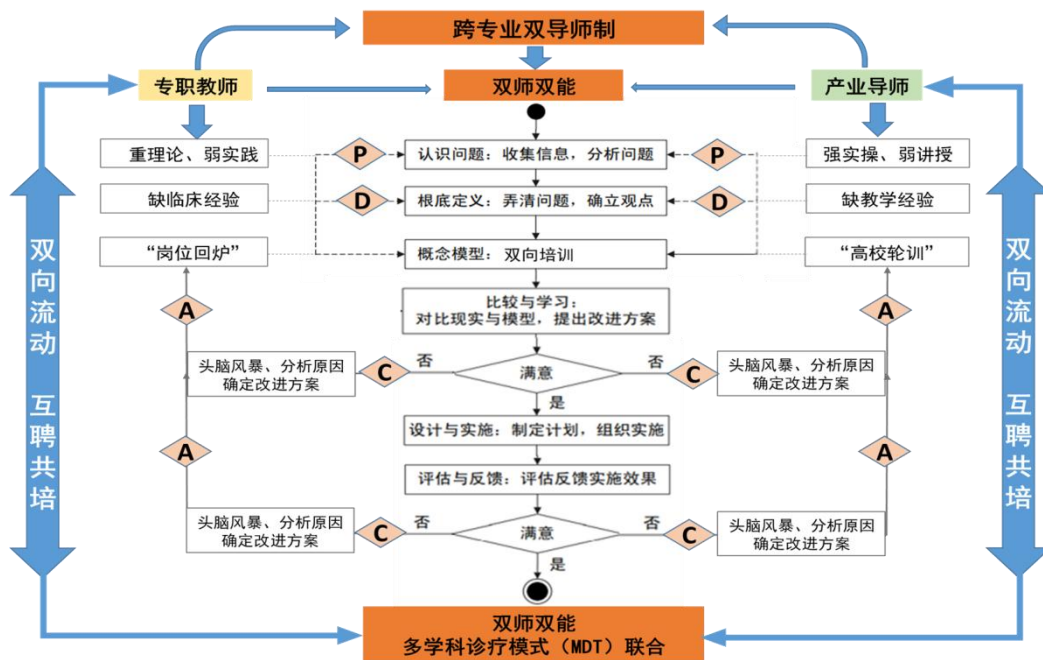 跨专业双导师制
专职教师
双师双能
产业导师
重理论、弱实践
P
认识问题：收集信息，分析问题
P
强实操、弱讲授
缺临床经验
D
根底定义：弄清问题，确立观点
D
缺教学经验
“岗位回炉”
概念模型：双向培训
“高校轮训”
A
比较与学习：
对比现实与模型，提出改进方案
A
头脑风暴、分析原因
确定改进方案
C
否
满意
否
C
头脑风暴、分析原因
确定改进方案
是
设计与实施：制定计划，组织实施
A
A
评估与反馈：评估反馈实施效果
头脑风暴、分析原因
确定改进方案
C
否
满意
否
C
头脑风暴、分析原因
确定改进方案
是
双向流动 互聘共培
双向流动 互聘共培
双师双能
多学科诊疗模式（MDT）联合